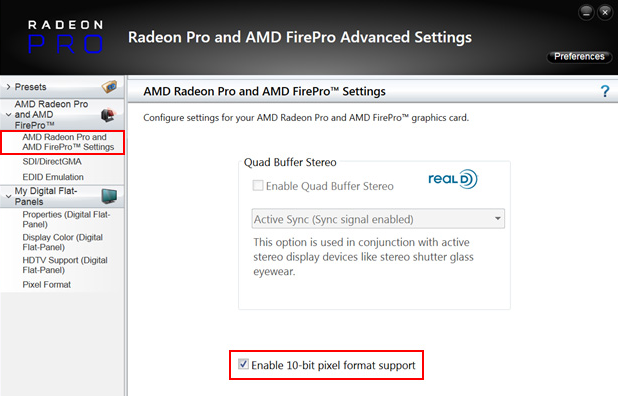 RADEON
PRO
Radeon Pro and AMD FirePro Advanced Settings
Preferences
Presets
AMD Radeon Pro
and AMD
FirePro™
AMD Radeon Pro and
AMD FirePro™ Settings
SDI/DirectGMA
EDID Emulation
My Digital Flat-
Panels
Properties (Digital Flat-
Panel)
Display Color (Digital
Flat-Panel)
HDTV Support (Digital
Flat-Panel)
Pixel Format
AMD Radeon Pro and AMD FirePro™ Settings
?
Configure settings for your AMD Radeon Pro and AMD FirePro™ graphics card.
Quad Buffer Stereo
Enable Quad Buffer Stereo
REAL D
Active Sync (Sync signal enabled)
This option is used in conjunction with active
stereo display devices like stereo shutter glass
eyewear.
Enable 10-bit pixel format support